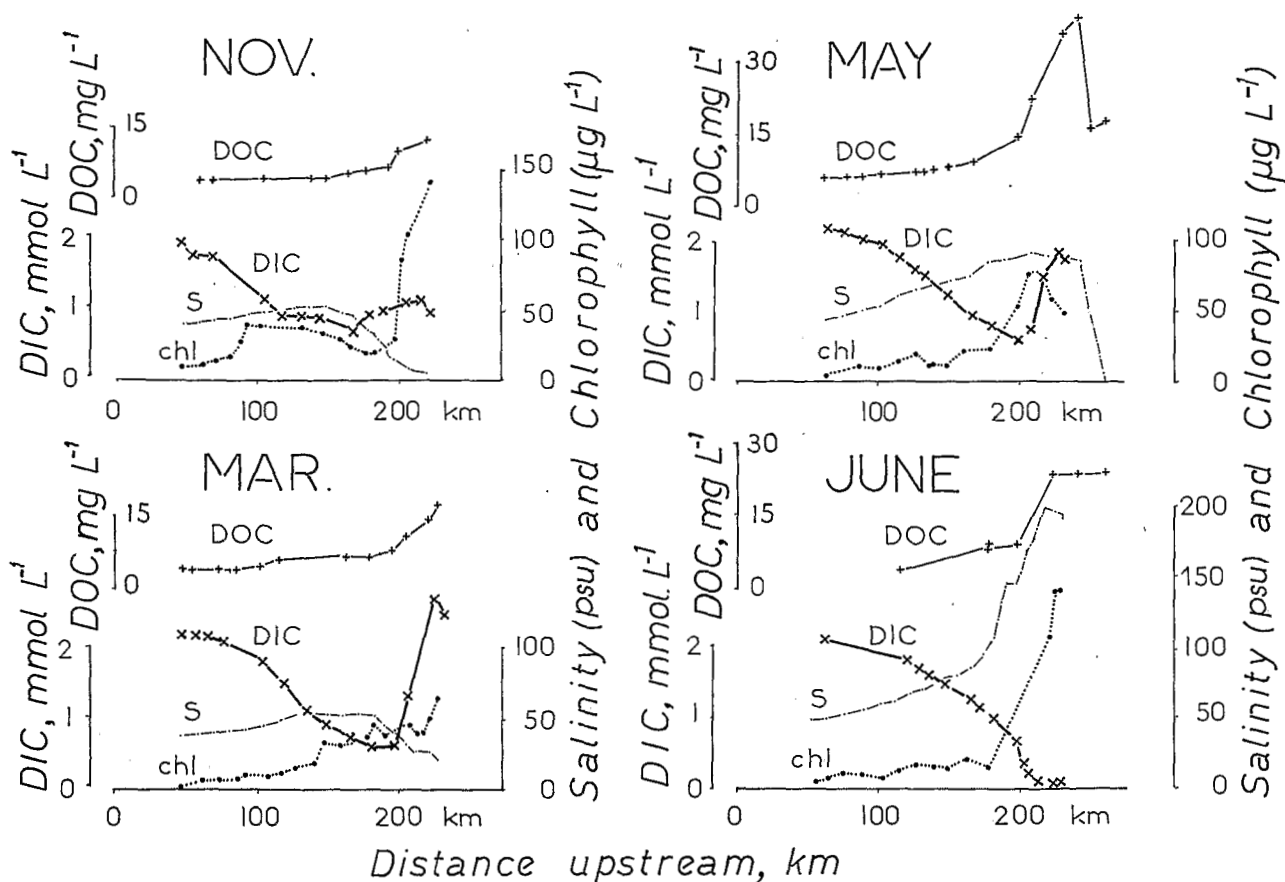 NOV.
DIC, mmol L⁻¹
DOC, mg L⁻¹
15
0
2
1
0
DOC
DIC
S
chl
150
100
50
0
0 100 200 km
Salinity (psu) and Chlorophyll (μg L⁻¹)
MAY
DIC, mmol L⁻¹
DOC, mg L⁻¹
30
15
0
2
1
0
DOC
DIC
S
chl
100
50
0
100 200 km
Salinity (psu) and Chlorophyll (μg L⁻¹)
MAR.
DIC, mmol L⁻¹
DOC, mg L⁻¹
15
0
2
1
0
DOC
DIC
S
chl
100
50
0
0 100 200 km
JUNE
DIC, mmol. L⁻¹
DOC, mg L⁻¹
30
15
0
2
1
0
DOC
DIC
S
chl
200
150
100
50
0
0 100 200 km
Distance upstream, km